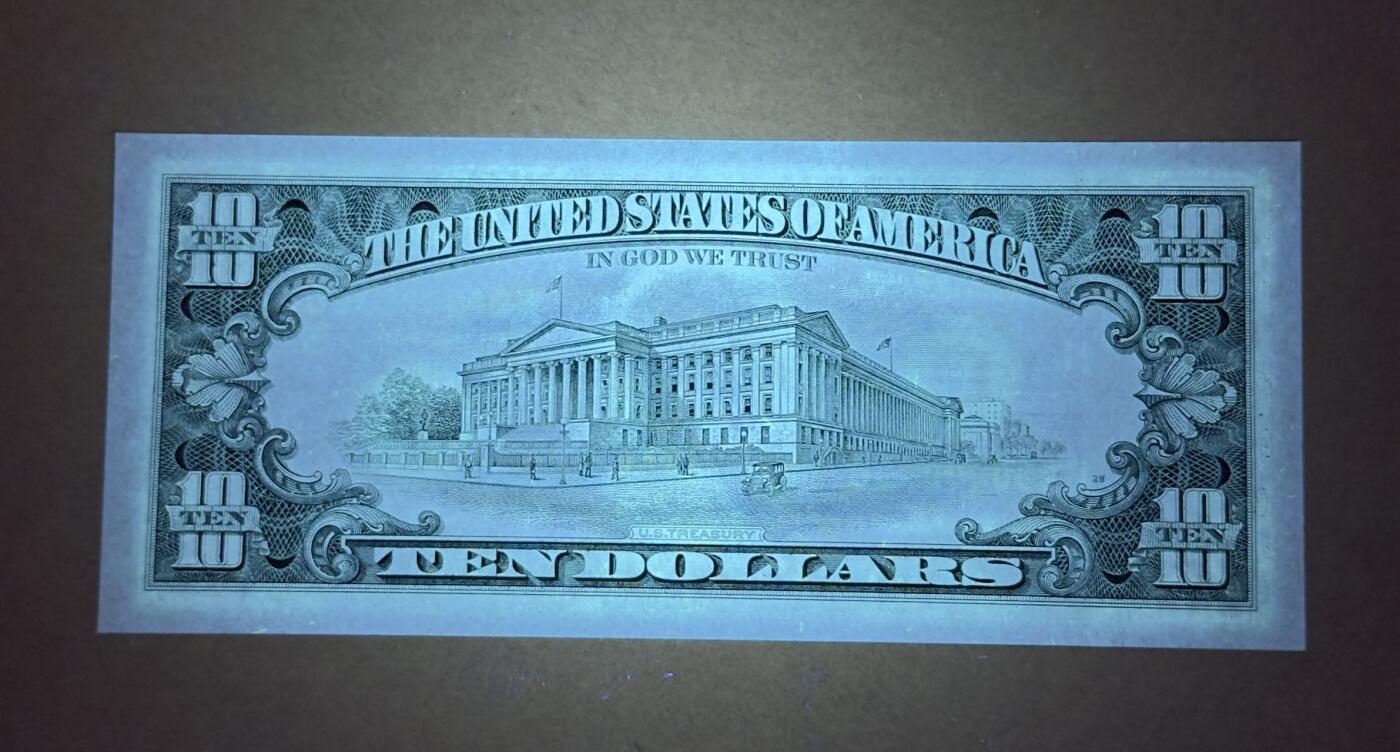 10 TEN 10
THE UNITED STATES OF AMERICA
10 TEN 10
IN GOD WE TRUST
28
10 TEN 10
U.S. TREASURY
10 TEN 10
TEN DOLLARS